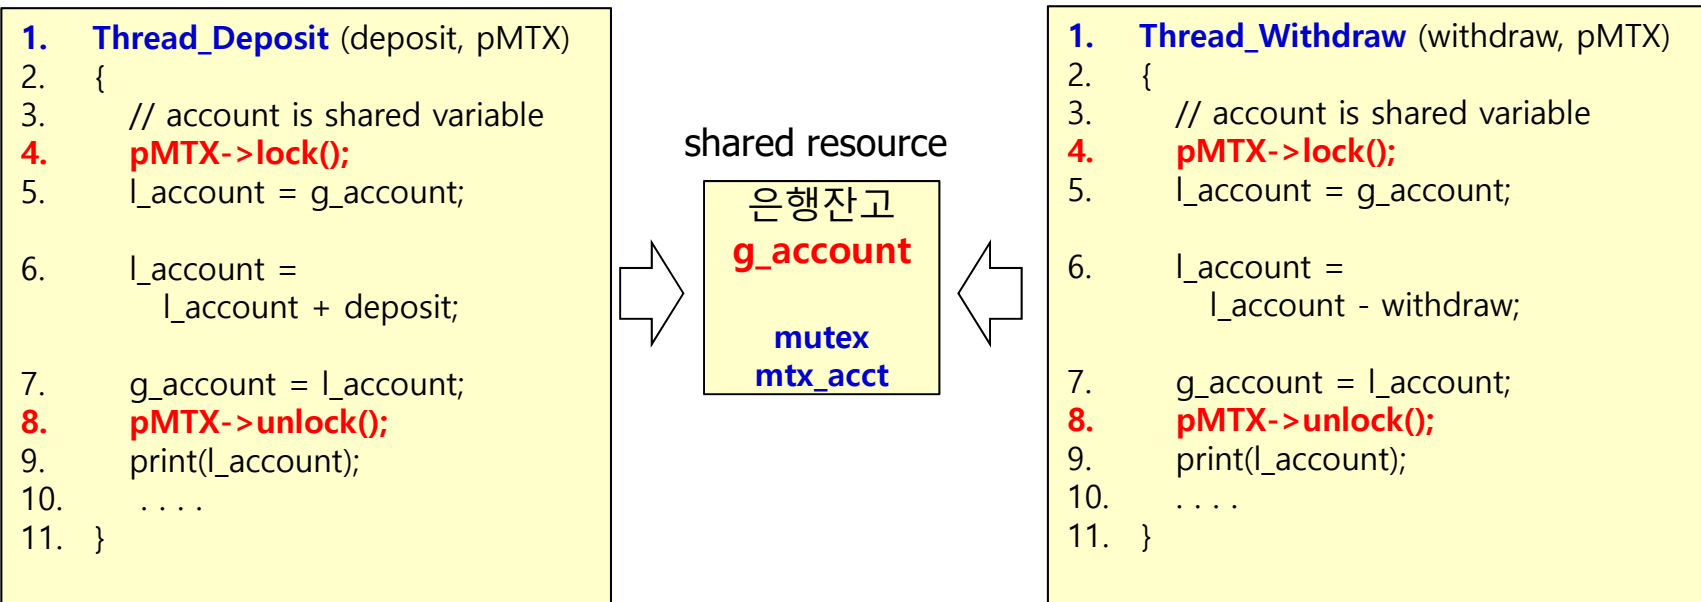 1. Thread_Deposit (deposit, pMTX)
2. {
3. // account is shared variable
4. pMTX->lock();
5. l_account = g_account;
6. l_account =
l_account + deposit;
7. g_account = l_account;
8. pMTX->unlock();
9. print(l_account);
10. . . . .
11. }
shared resource
은행잔고
g_account
mutex
mtx_acct
1. Thread_Withdraw (withdraw, pMTX)
2. {
3. // account is shared variable
4. pMTX->lock();
5. l_account = g_account;
6. l_account =
l_account - withdraw;
7. g_account = l_account;
8. pMTX->unlock();
9. print(l_account);
10. . . . .
11. }